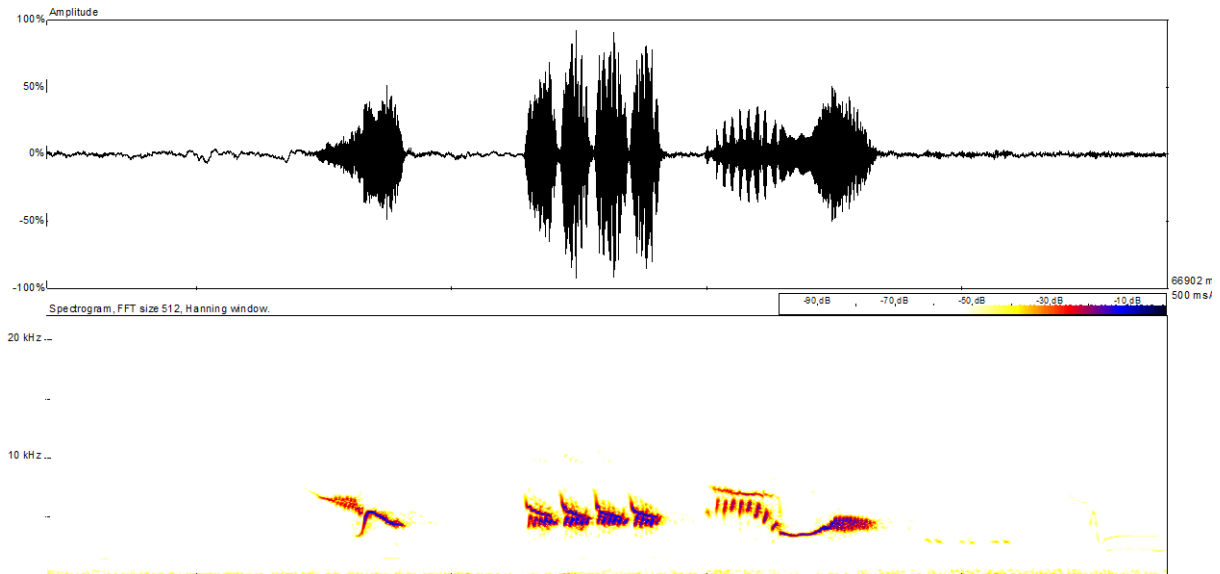 Amplitude
100%
50%
0%
-50%
-100%
66902 m
500 ms/
Spectrogram, FFT size 512, Hanning window.
-90,dB -70,dB -50,dB -30,dB -10,dB
20 kHz
10 kHz